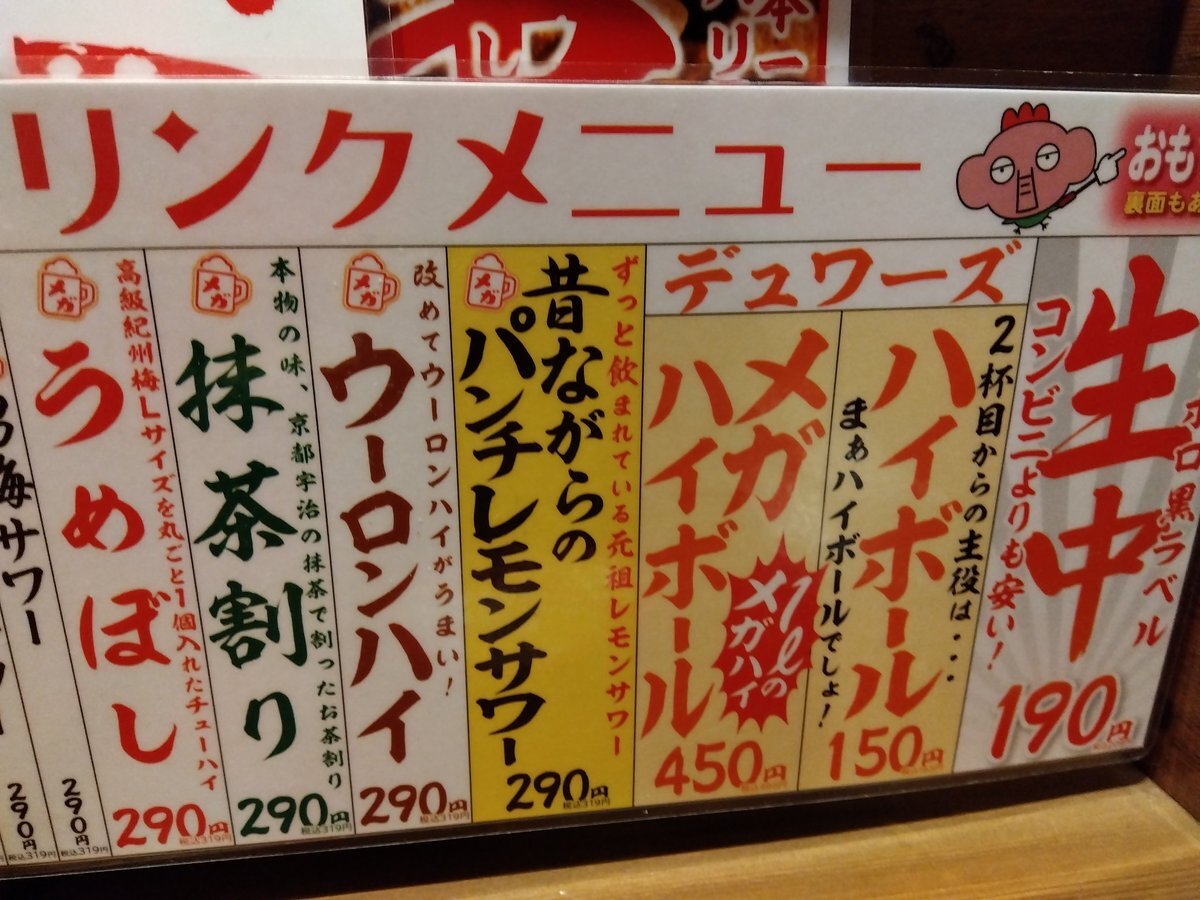 リンクメニュー
おも
裏面もあ
生中
ホロ黒ラベル
コンビニよりも安い！
190円
デュワーズ
2杯目からの主役は・・・
ハイボール
まぁハイボールでしょ！
150円
メガ
ハイボール
1ℓの
メガハイ
450円
ずっと飲まれている元祖レモンサワー
昔ながらの
パンチレモンサワー
メガ
290円
税込319円
改めてウーロンハイがうまい！
ウーロンハイ
メガ
290円
税込319円
本物の味、京都宇治の抹茶で割ったお茶割り
抹茶割り
メガ
290円
税込319円
高級紀州梅Lサイズを丸ごと1個入れたチューハイ
うめぼし
メガ
290円
税込319円
梅サワー
290円
税込319円
290円
税込319円